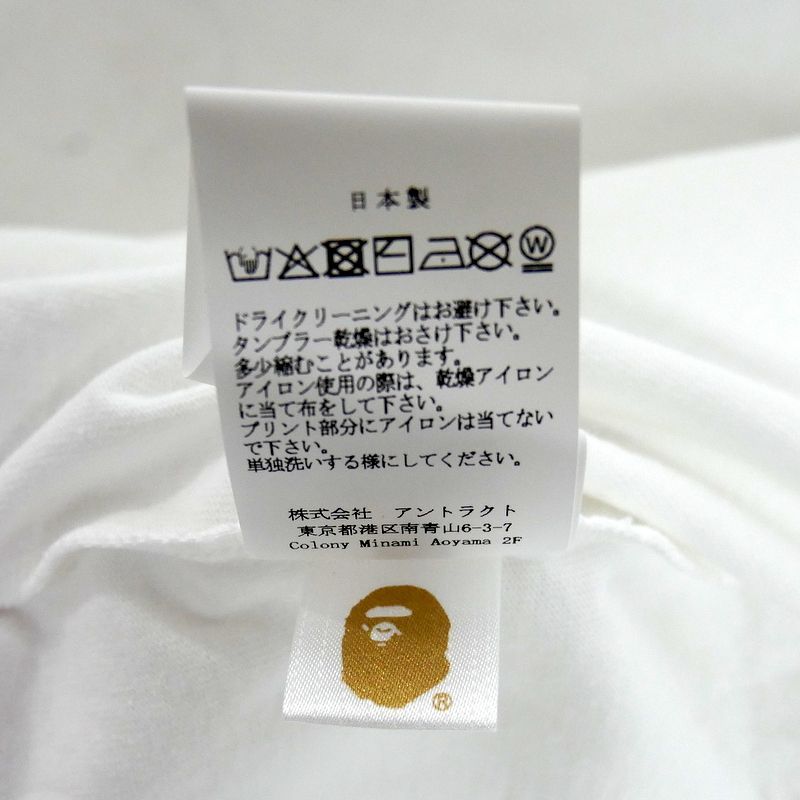 日本製
W
ドライクリーニングはお避け下さい。
タンブラー乾燥はおさけ下さい。
多少縮むことがあります。
アイロン使用の際は、乾燥アイロン
に当て布をして下さい。
プリント部分にアイロンは当てない
で下さい。
単独洗いする様にしてください。
株式会社 アントラクト
東京都港区南青山6-3-7
Colony Minami Aoyama 2F
®